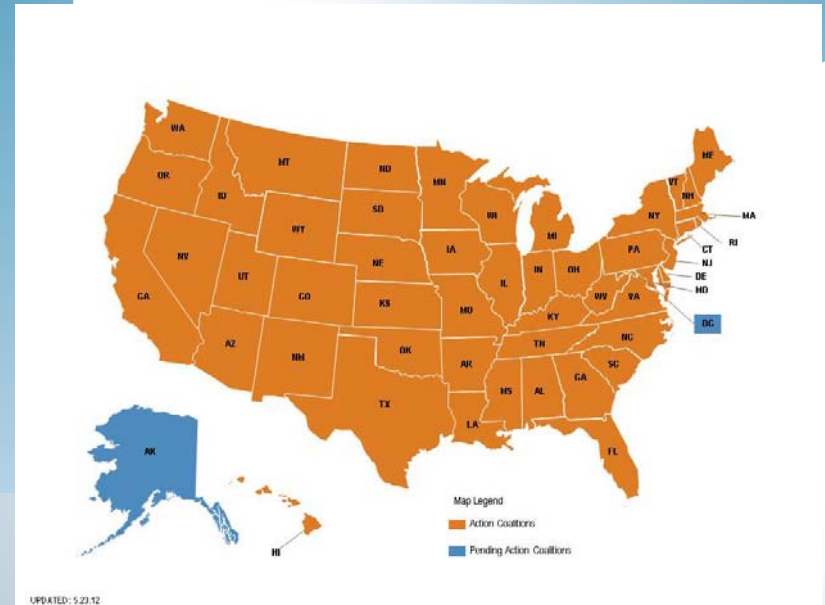 WA
OR
ID
MT
ND
MN
WI
MI
ME
VT
NH
NY
MA
RI
CT
NJ
DE
MD
DC
PA
SD
WY
NE
IA
IL
IN
OH
WV
VA
KY
NV
UT
CO
KS
MO
CA
AZ
NM
OK
AR
TN
NC
SC
GA
AL
MS
LA
TX
FL
AK
HI
Map Legend
Action Coalitions
Pending Action Coalitions
UPDATED: 5.23.12